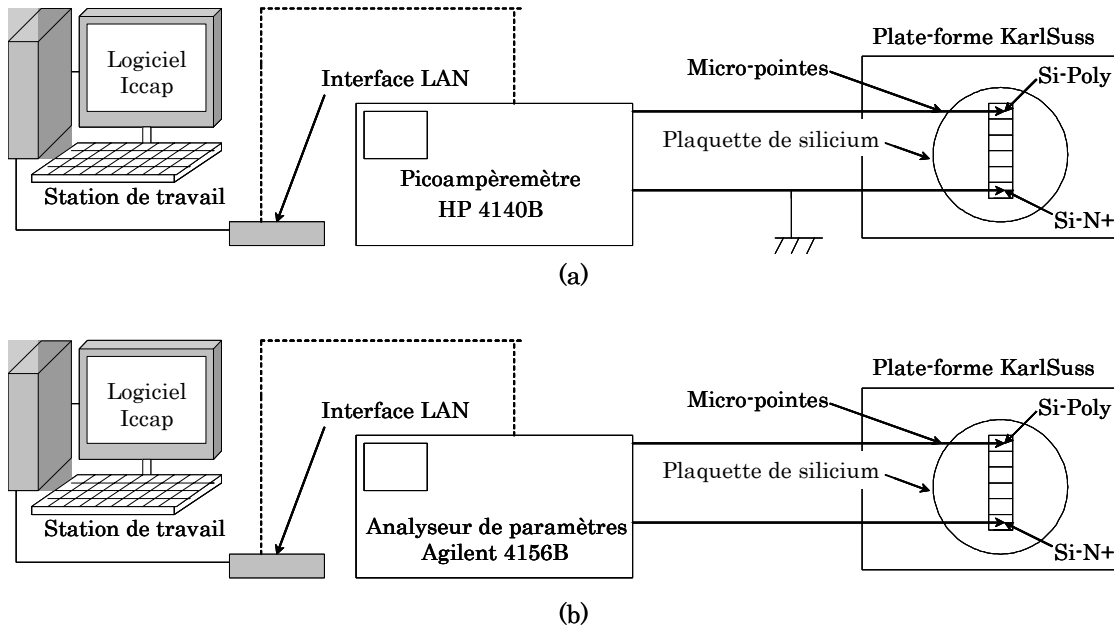 Logiciel
Iccap
Station de travail
Interface LAN
Picoampèremètre
HP 4140B
Micro-pointes
Plaquette de silicium
Plate-forme KarlSuss
Si-Poly
Si-N+
(a)
Logiciel
Iccap
Station de travail
Interface LAN
Analyseur de paramètres
Agilent 4156B
Micro-pointes
Plaquette de silicium
Plate-forme KarlSuss
Si-Poly
Si-N+
(b)